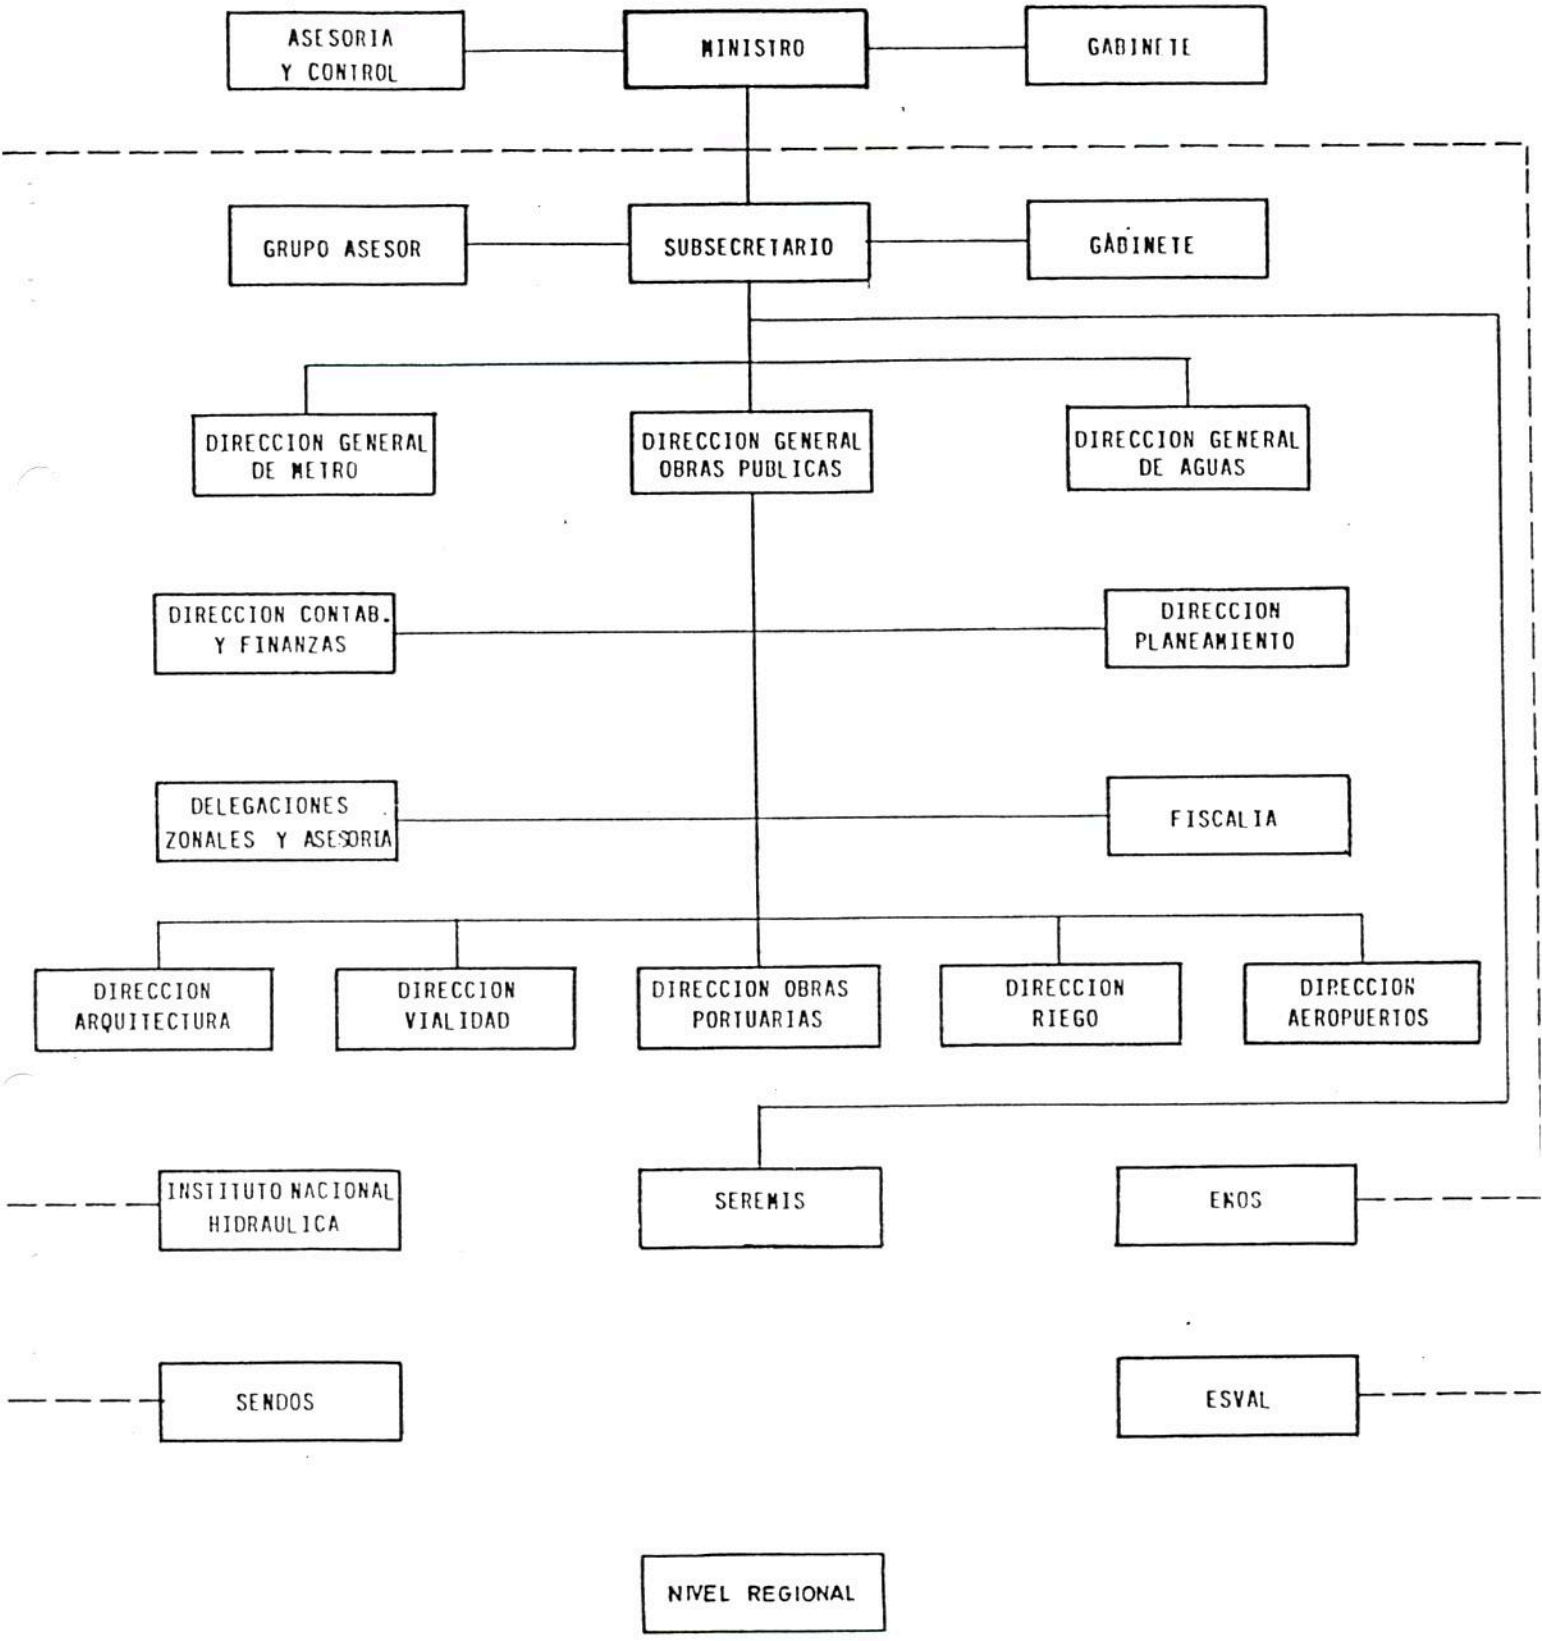 ASESORIA
Y CONTROL
MINISTRO
GABINETE
GRUPO ASESOR
SUBSECRETARIO
GABINETE
DIRECCION GENERAL
DE METRO
DIRECCION GENERAL
OBRAS PUBLICAS
DIRECCION GENERAL
DE AGUAS
DIRECCION CONTAB.
Y FINANZAS
DIRECCION
PLANEAMIENTO
DELEGACIONES
ZONALES Y ASESORIA
FISCALIA
DIRECCION
ARQUITECTURA
DIRECCION
VIALIDAD
DIRECCION OBRAS
PORTUARIAS
DIRECCION
RIEGO
DIRECCION
AEROPUERTOS
INSTITUTO NACIONAL
HIDRAULICA
SEREMIS
EMOS
SENDOS
ESVAL
NIVEL REGIONAL